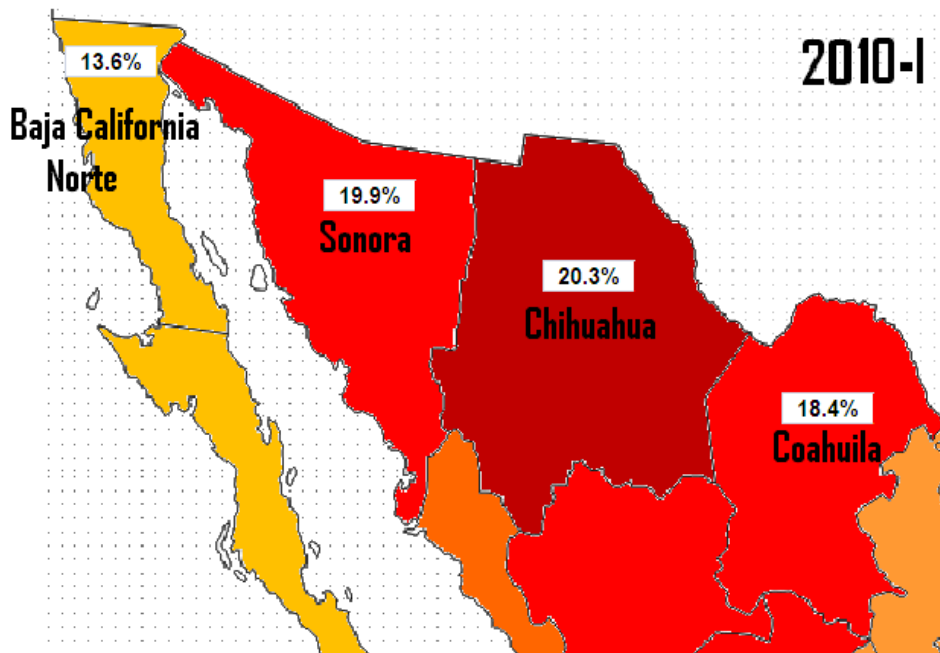 2010-I
13.6%
Baja California
Norte
19.9%
Sonora
20.3%
Chihuahua
18.4%
Coahuila